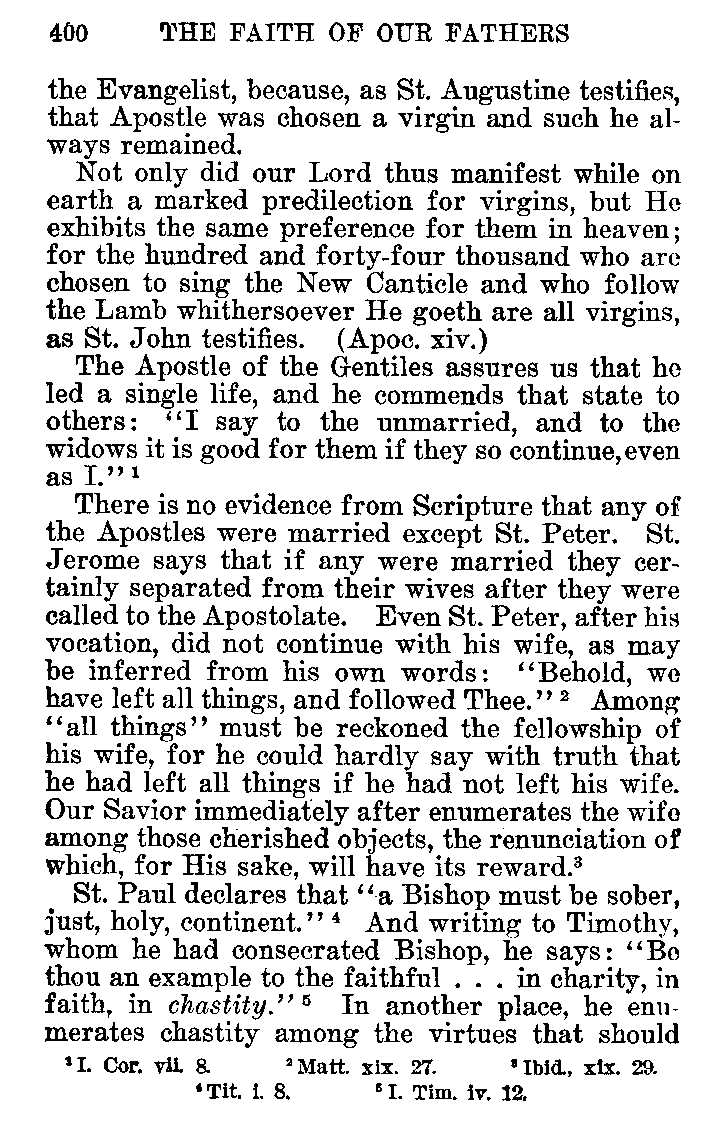 400 THE FAITH OF OUR FATHERS
the Evangelist, because, as St. Augustine testifies,
that Apostle was chosen a virgin and such he al-
ways remained.
Not only did our Lord thus manifest while on
earth a marked predilection for virgins, but He
exhibits the same preference for them in heaven;
for the hundred and forty-four thousand who are
chosen to sing the New Canticle and who follow
the Lamb whithersoever He goeth are all virgins,
as St. John testifies. (Apoc. xiv.)
The Apostle of the Gentiles assures us that he
led a single life, and he commends that state to
others: "I say to the unmarried, and to the
widows it is good for them if they so continue, even
as I." ¹
There is no evidence from Scripture that any of
the Apostles were married except St. Peter. St.
Jerome says that if any were married they cer-
tainly separated from their wives after they were
called to the Apostolate. Even St. Peter, after his
vocation, did not continue with his wife, as may
be inferred from his own words: "Behold, we
have left all things, and followed Thee." ² Among
"all things" must be reckoned the fellowship of
his wife, for he could hardly say with truth that
he had left all things if he had not left his wife.
Our Savior immediately after enumerates the wife
among those cherished objects, the renunciation of
which, for His sake, will have its reward.³
St. Paul declares that "a Bishop must be sober,
just, holy, continent." ⁴ And writing to Timothy,
whom he had consecrated Bishop, he says: "Be
thou an example to the faithful . . . in charity, in
faith, in chastity." ⁵ In another place, he enu-
merates chastity among the virtues that should
¹ I. Cor. vii. 8. ² Matt. xix. 27. ³ Ibid., xix. 29.
⁴ Tit. i. 8. ⁵ I. Tim. iv. 12.